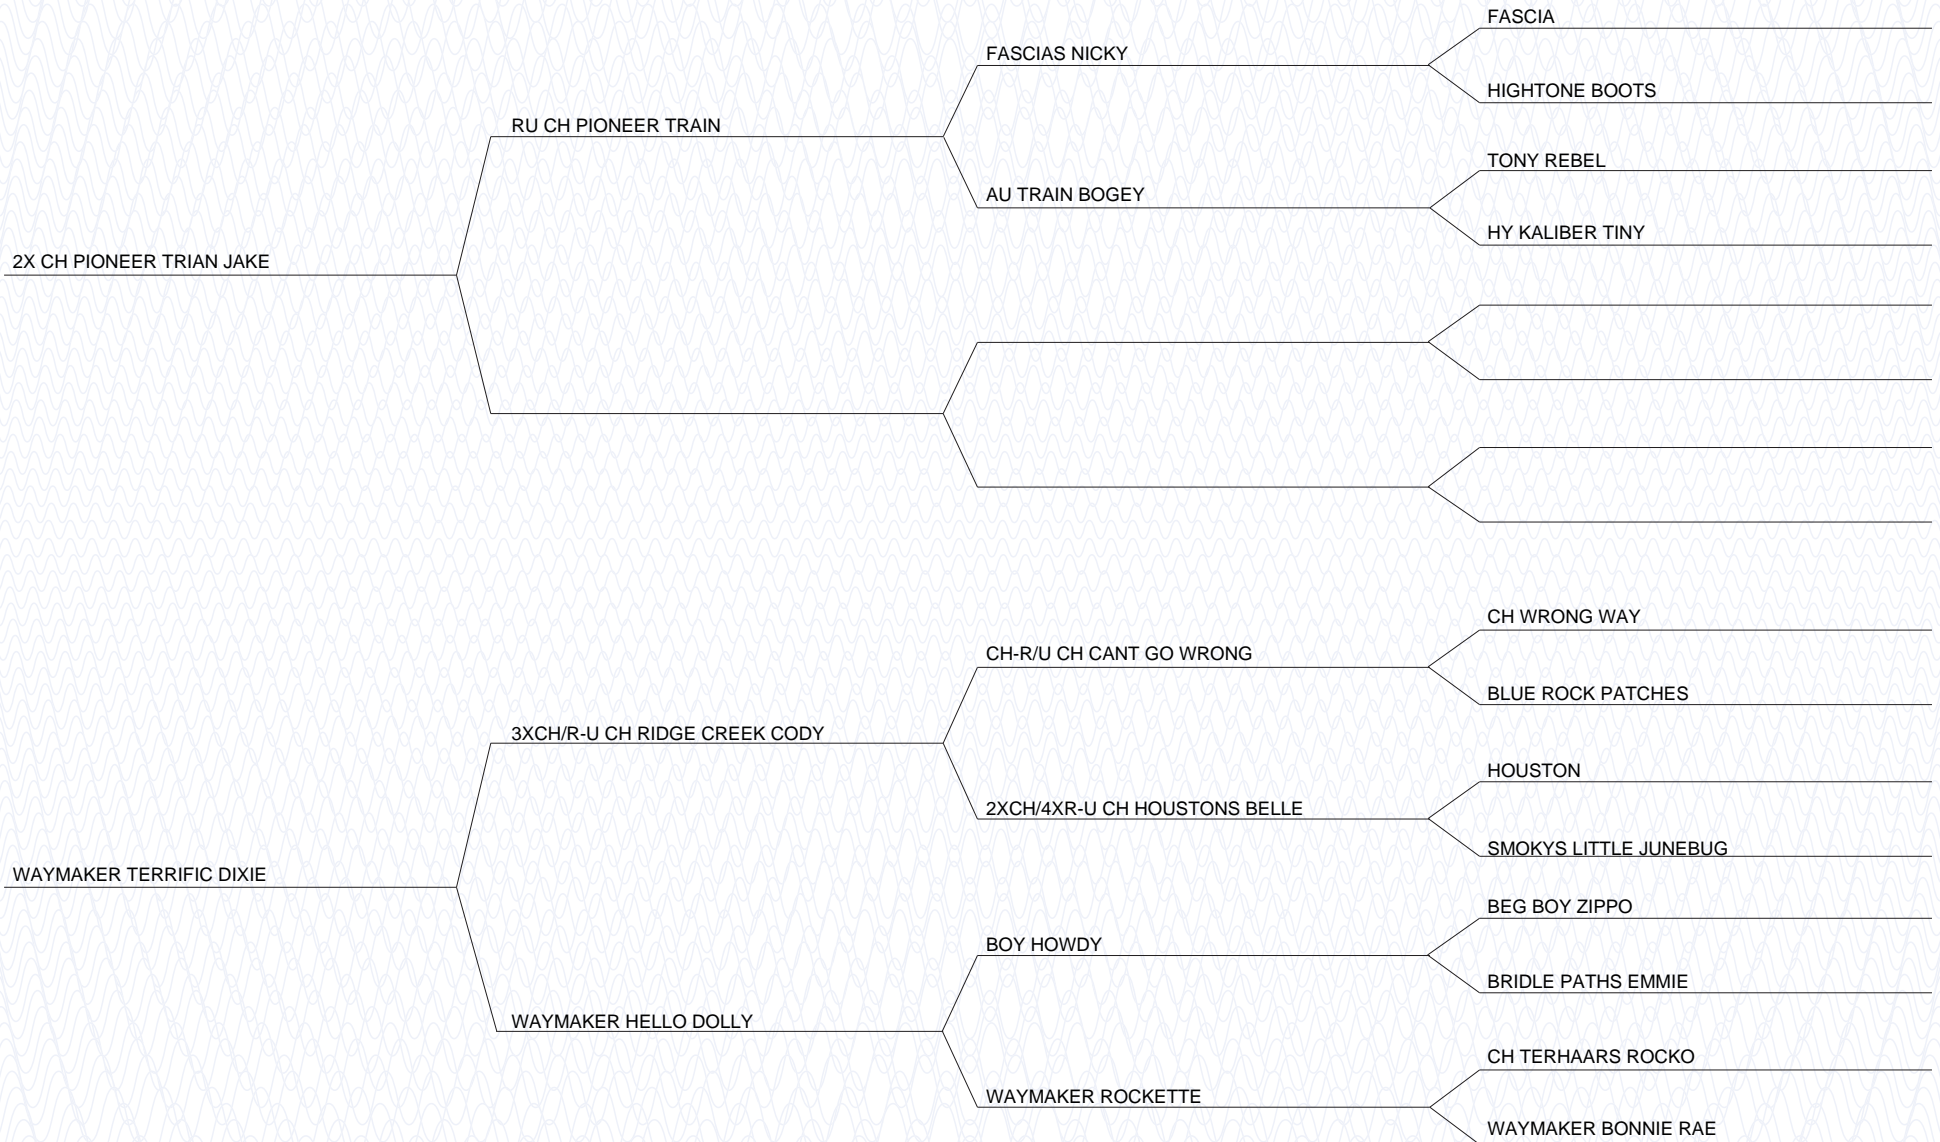 FASCIA
FASCIAS NICKY
HIGHTONE BOOTS
RU CH PIONEER TRAIN
TONY REBEL
AU TRAIN BOGEY
HY KALIBER TINY
2X CH PIONEER TRIAN JAKE
CH WRONG WAY
CH-R/U CH CANT GO WRONG
BLUE ROCK PATCHES
3XCH/R-U CH RIDGE CREEK CODY
HOUSTON
2XCH/4XR-U CH HOUSTONS BELLE
SMOKYS LITTLE JUNEBUG
WAYMAKER TERRIFIC DIXIE
BEG BOY ZIPPO
BOY HOWDY
BRIDLE PATHS EMMIE
WAYMAKER HELLO DOLLY
CH TERHAARS ROCKO
WAYMAKER ROCKETTE
WAYMAKER BONNIE RAE